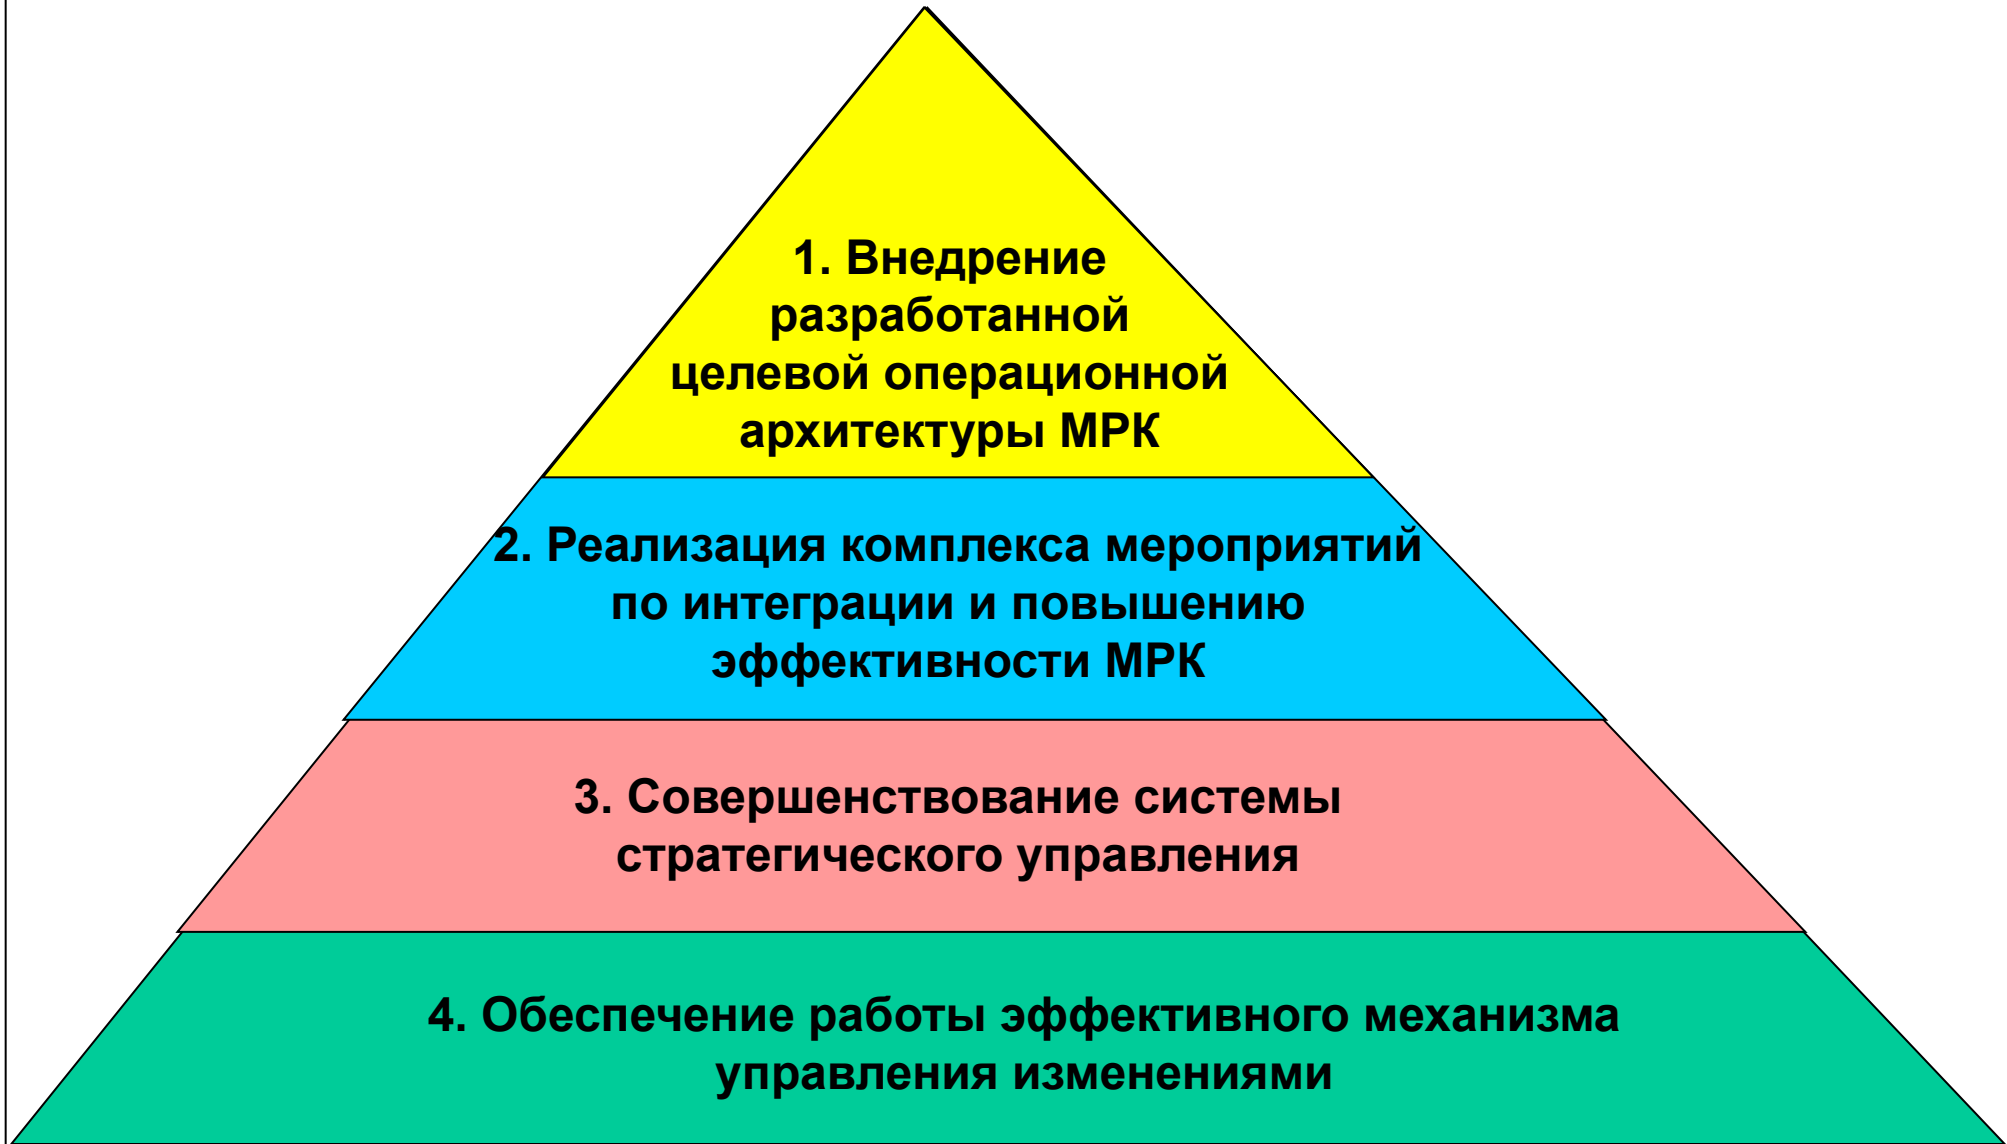 1. Внедрение
разработанной
целевой операционной
архитектуры МРК
2. Реализация комплекса мероприятий
по интеграции и повышению
эффективности МРК
3. Совершенствование системы
стратегического управления
4. Обеспечение работы эффективного механизма
управления изменениями